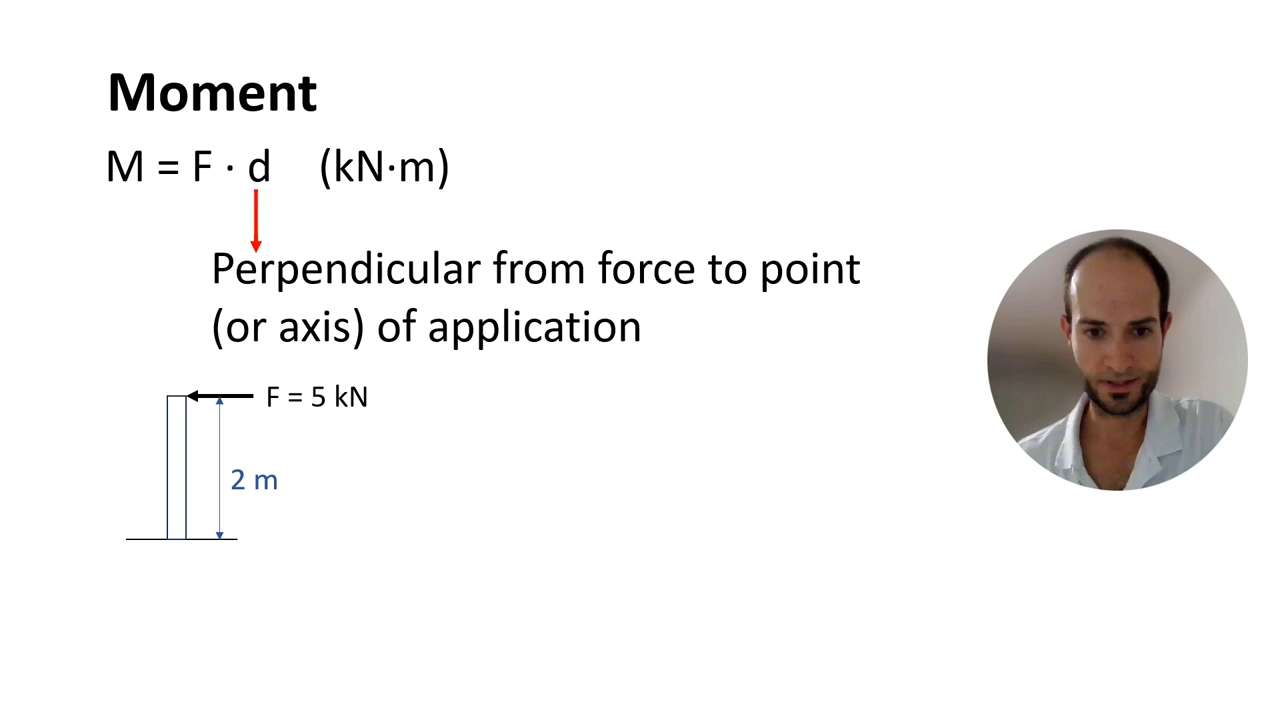 Moment
M = F · d (kN·m)
Perpendicular from force to point
(or axis) of application
F = 5 kN
2 m